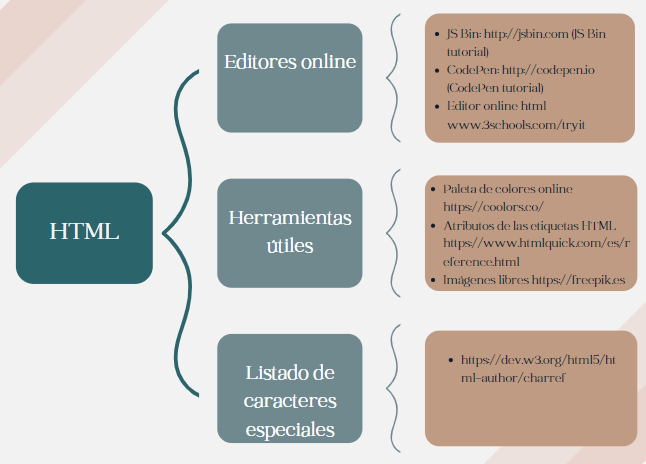 HTML
Editores online
JS Bin: http://jsbin.com (JS Bin
tutorial)
CodePen: http://codepen.io
(CodePen tutorial)
Editor online html
www.3schools.com/tryit
Herramientas
útiles
Paleta de colores online
https://coolors.co/
Atributos de las etiquetas HTML
https://www.htmlquick.com/es/r
eference.html
Imágenes libres https://freepik.es
Listado de
caracteres
especiales
https://dev.w3.org/html5/ht
ml-author/charref